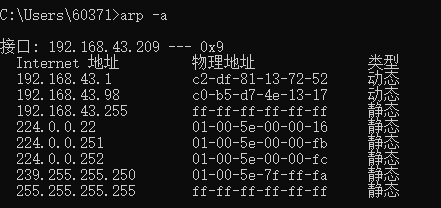 C:\Users\60371>arp -a
接口: 192.168.43.209 --- 0x9
Internet 地址 物理地址 类型
192.168.43.1 c2-df-81-13-72-52 动态
192.168.43.98 c0-b5-d7-4e-13-17 动态
192.168.43.255 ff-ff-ff-ff-ff-ff 静态
224.0.0.22 01-00-5e-00-00-16 静态
224.0.0.251 01-00-5e-00-00-fb 静态
224.0.0.252 01-00-5e-00-00-fc 静态
239.255.255.250 01-00-5e-7f-ff-fa 静态
255.255.255.255 ff-ff-ff-ff-ff-ff 静态